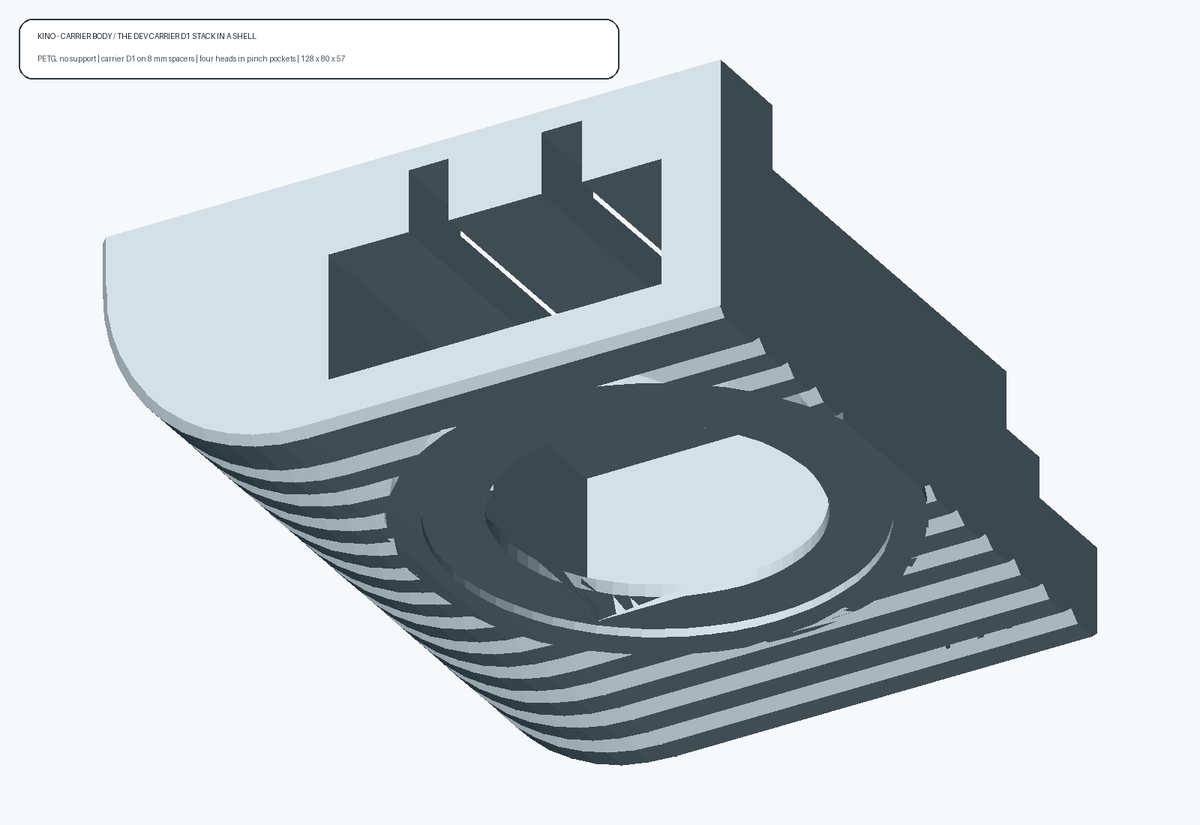 KINO - CARRIER BODY / THE DEV CARRIER D1 STACK IN A SHELL
PETG, no support | carrier D1 on 8 mm spacers | four heads in pinch pockets | 128 x 80 x 57